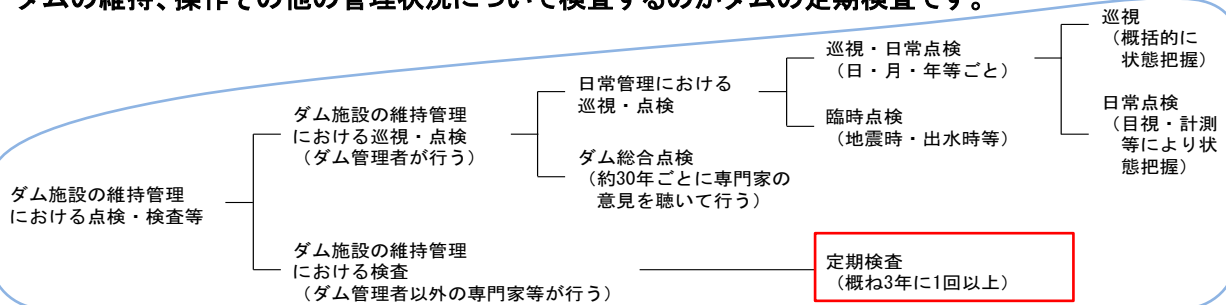 ダムの維持、操作その他の管理状況について検査するのがダムの定期検査です。
ダム施設の維持管理
における点検・検査等
ダム施設の維持管理
における巡視・点検
（ダム管理者が行う）
日常管理における
巡視・点検
巡視・日常点検
（日・月・年等ごと）
巡視
（概括的に
状態把握）
日常点検
（目視・計測
等により状
態把握）
臨時点検
（地震時・出水時等）
ダム総合点検
（約30年ごとに専門家の
意見を聴いて行う）
ダム施設の維持管理
における検査
（ダム管理者以外の専門家等が行う）
定期検査
（概ね3年に1回以上）